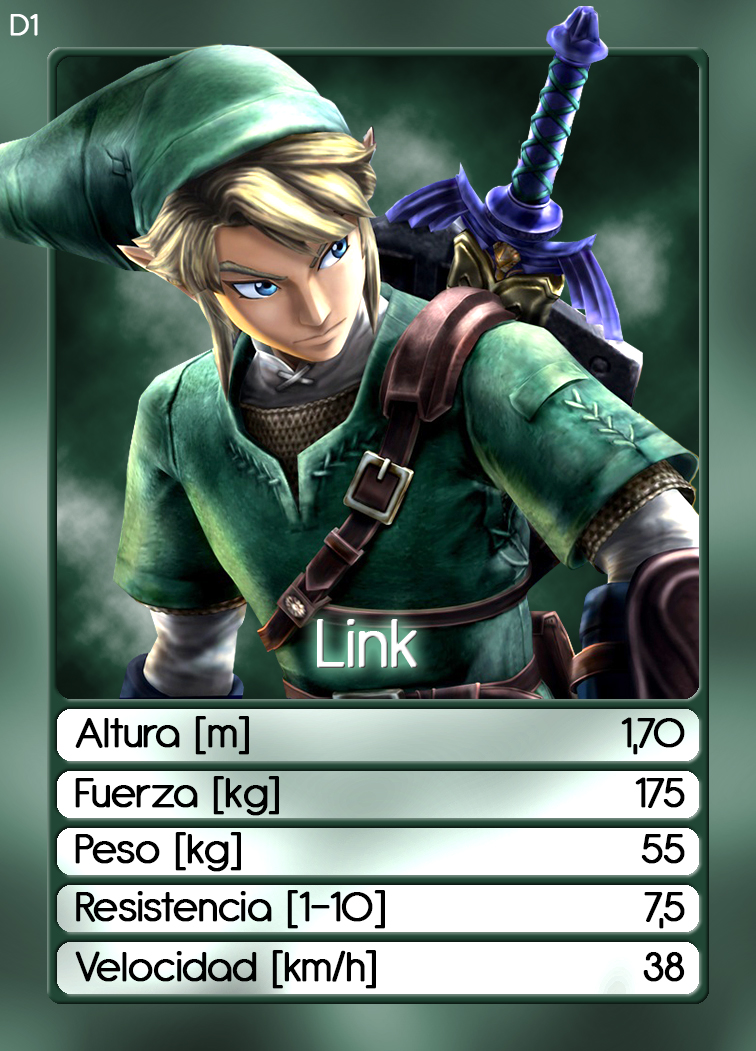 D1
Link
Altura [m] 1,70
Fuerza [kg] 175
Peso [kg] 55
Resistencia [1-10] 7,5
Velocidad [km/h] 38